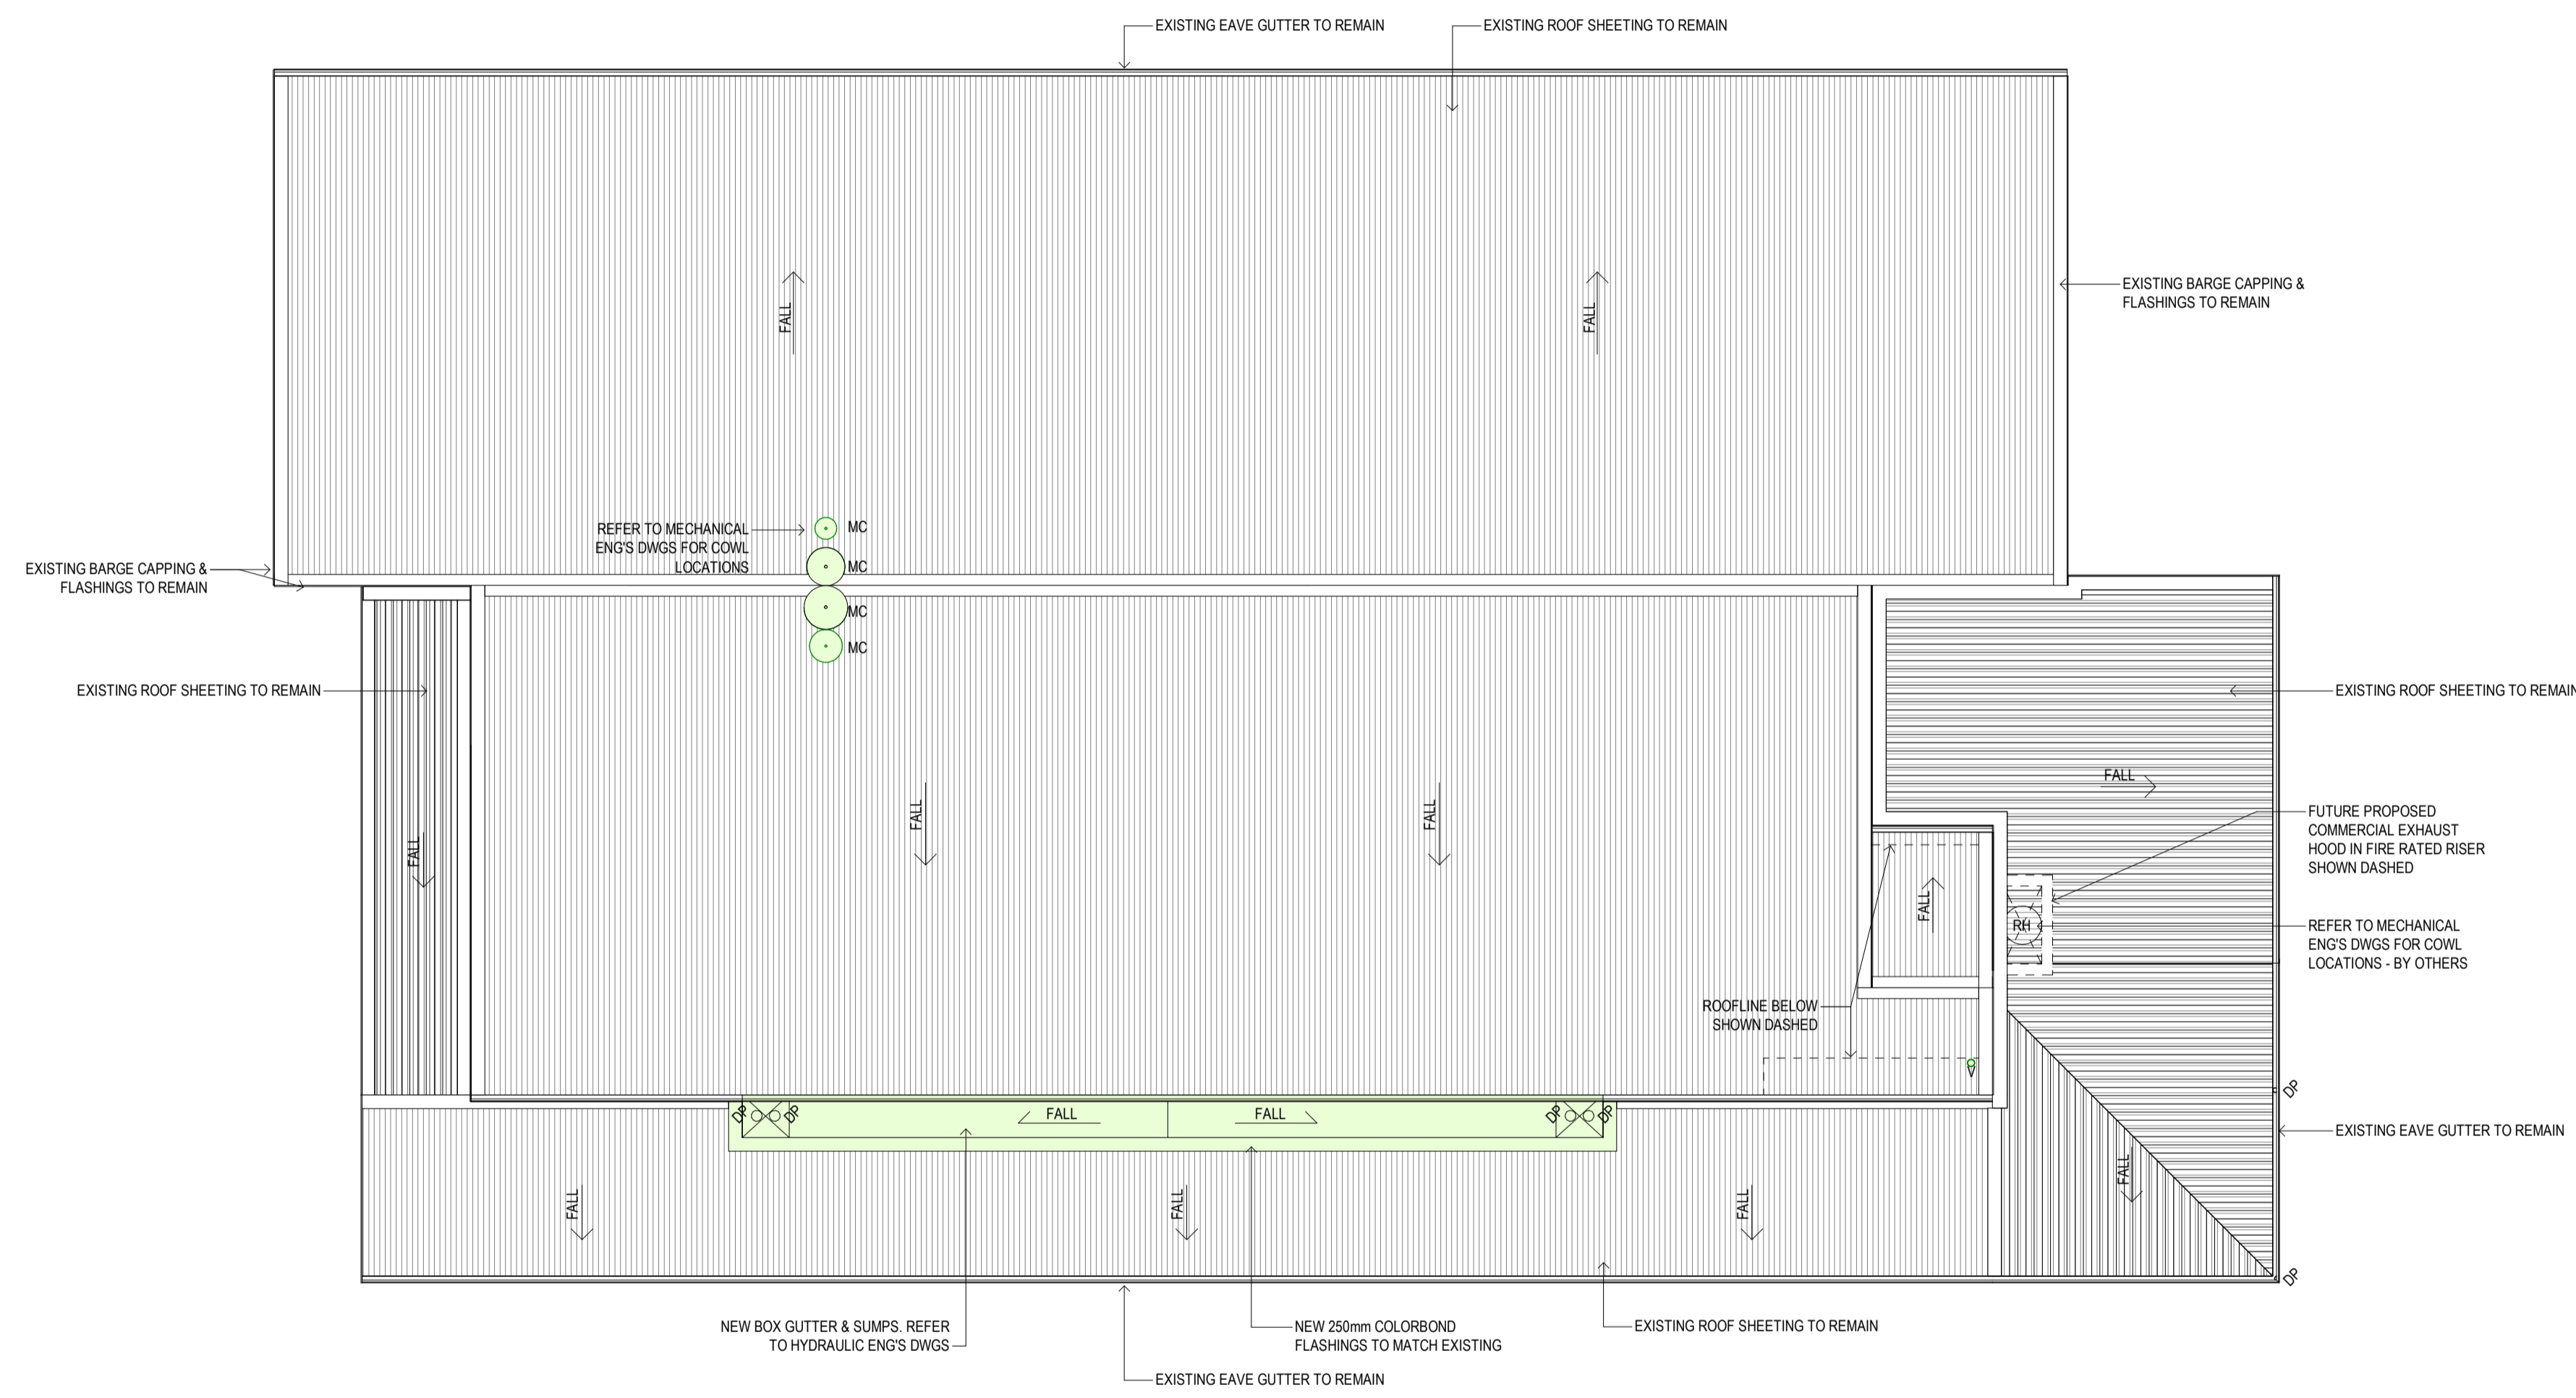 EXISTING EAVE GUTTER TO REMAIN
EXISTING ROOF SHEETING TO REMAIN
FALL
FALL
EXISTING BARGE CAPPING &
FLASHINGS TO REMAIN
REFER TO MECHANICAL
ENG'S DWGS FOR COWL
LOCATIONS
MC
MC
MC
MC
EXISTING BARGE CAPPING &
FLASHINGS TO REMAIN
EXISTING ROOF SHEETING TO REMAIN
EXISTING ROOF SHEETING TO REMAIN
FALL
FALL
FALL
FALL
FALL
FUTURE PROPOSED
COMMERCIAL EXHAUST
HOOD IN FIRE RATED RISER
SHOWN DASHED
RH
REFER TO MECHANICAL
ENG'S DWGS FOR COWL
LOCATIONS - BY OTHERS
ROOFLINE BELOW
SHOWN DASHED
DP
DP
DP
FALL
FALL
DP
DP
EXISTING EAVE GUTTER TO REMAIN
FALL
FALL
FALL
FALL
DP
NEW BOX GUTTER & SUMPS. REFER
TO HYDRAULIC ENG'S DWGS
NEW 250mm COLORBOND
FLASHINGS TO MATCH EXISTING
EXISTING ROOF SHEETING TO REMAIN
EXISTING EAVE GUTTER TO REMAIN